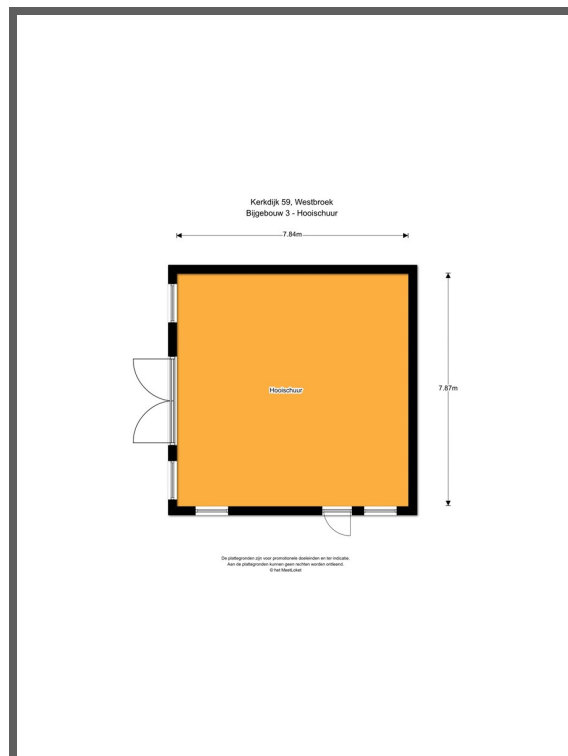 Kerkdijk 59, Westbroek
Bijgebouw 3 - Hooischuur
7.84m
Hooischuur
7.87m
De plattegronden zijn voor promotionele doeleinden en ter indicatie.
Aan de plattegronden kunnen geen rechten worden ontleend.
© het MeetLoket